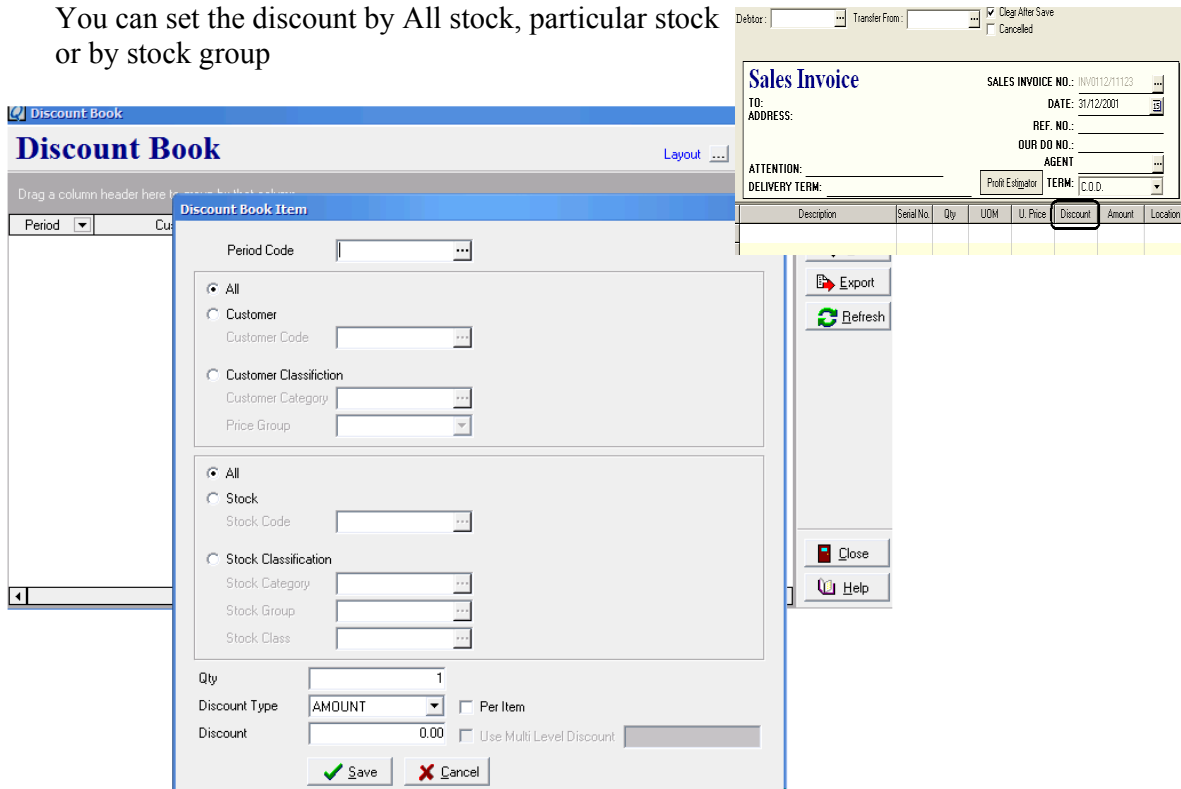 You can set the discount by All stock, particular stock
or by stock group
Debtor :
Transfer From :
Clear After Save
Cancelled
Sales Invoice
SALES INVOICE NO.: INV0112/11123
TO:
DATE: 31/12/2001
ADDRESS:
REF. NO.:
OUR DO NO.:
ATTENTION:
AGENT
DELIVERY TERM:
Profit Estimator
TERM: C.O.D.
Description Serial No. Qty UOM U. Price Discount Amount Location
Discount Book
Discount Book
Layout ...
Drag a column header here to group by that column
Period
Discount Book Item
Period Code
All
Customer
Customer Code
Customer Classifiction
Customer Category
Price Group
All
Stock
Stock Code
Stock Classification
Stock Category
Stock Group
Stock Class
Qty 1
Discount Type AMOUNT Per Item
Discount 0.00 Use Multi Level Discount
Save Cancel
Export
Refresh
Close
Help